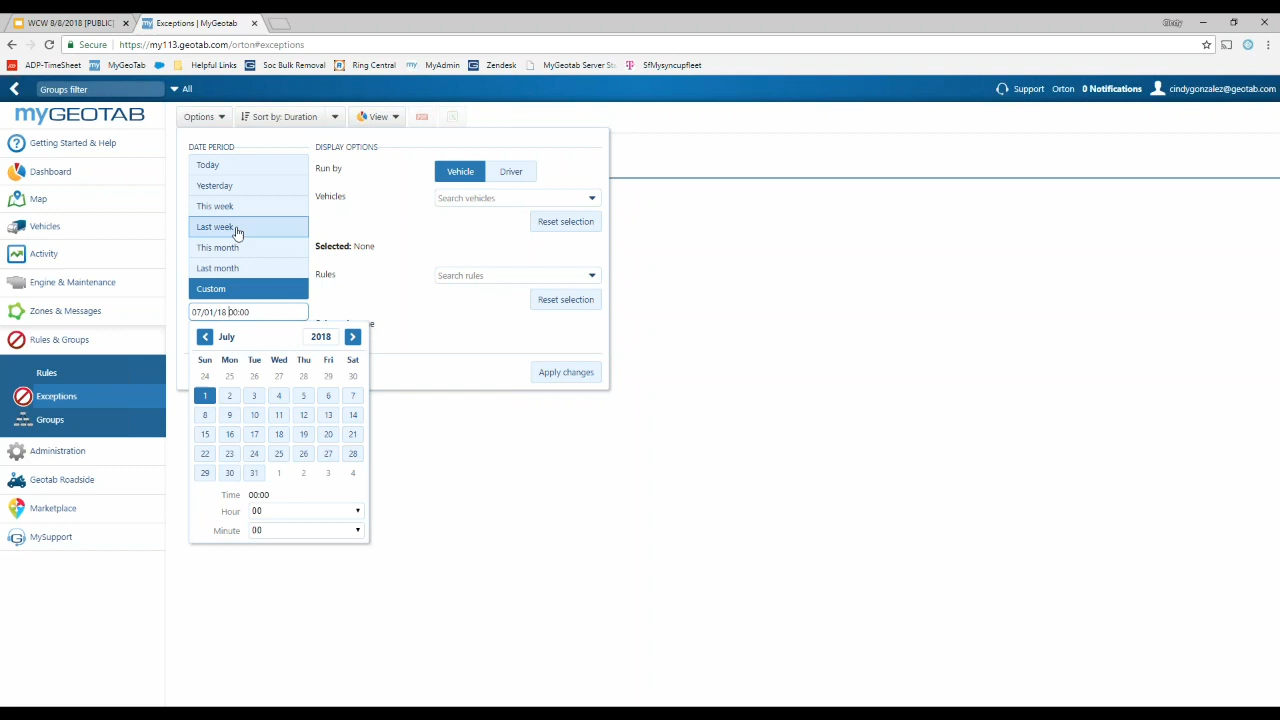 WCW 8/8/2018 [PUBLIC]
Exceptions | MyGeotab
Cindy
Secure
https://my113.geotab.com/orton#exceptions
ADP-TimeSheet MyGeoTab Helpful Links Soc Bulk Removal Ring Central MyAdmin Zendesk MyGeotab Server St SfMysyncupfleet
Groups filter All Support Orton 0 Notifications cindygonzalez@geotab.com
myGEOTAB
Getting Started & Help
Dashboard
Map
Vehicles
Activity
Engine & Maintenance
Zones & Messages
Rules & Groups
Rules
Exceptions
Groups
Administration
Geotab Roadside
Marketplace
MySupport
Options Sort by: Duration View
DATE PERIOD
Today
Yesterday
This week
Last week
This month
Last month
Custom
07/01/18 00:00
July 2018
Sun Mon Tue Wed Thu Fri Sat
24 25 26 27 28 29 30
1 2 3 4 5 6 7
8 9 10 11 12 13 14
15 16 17 18 19 20 21
22 23 24 25 26 27 28
29 30 31 1 2 3 4
Time 00:00
Hour 00
Minute 00
DISPLAY OPTIONS
Run by Vehicle Driver
Vehicles Search vehicles
Reset selection
Selected: None
Rules Search rules
Reset selection
Apply changes